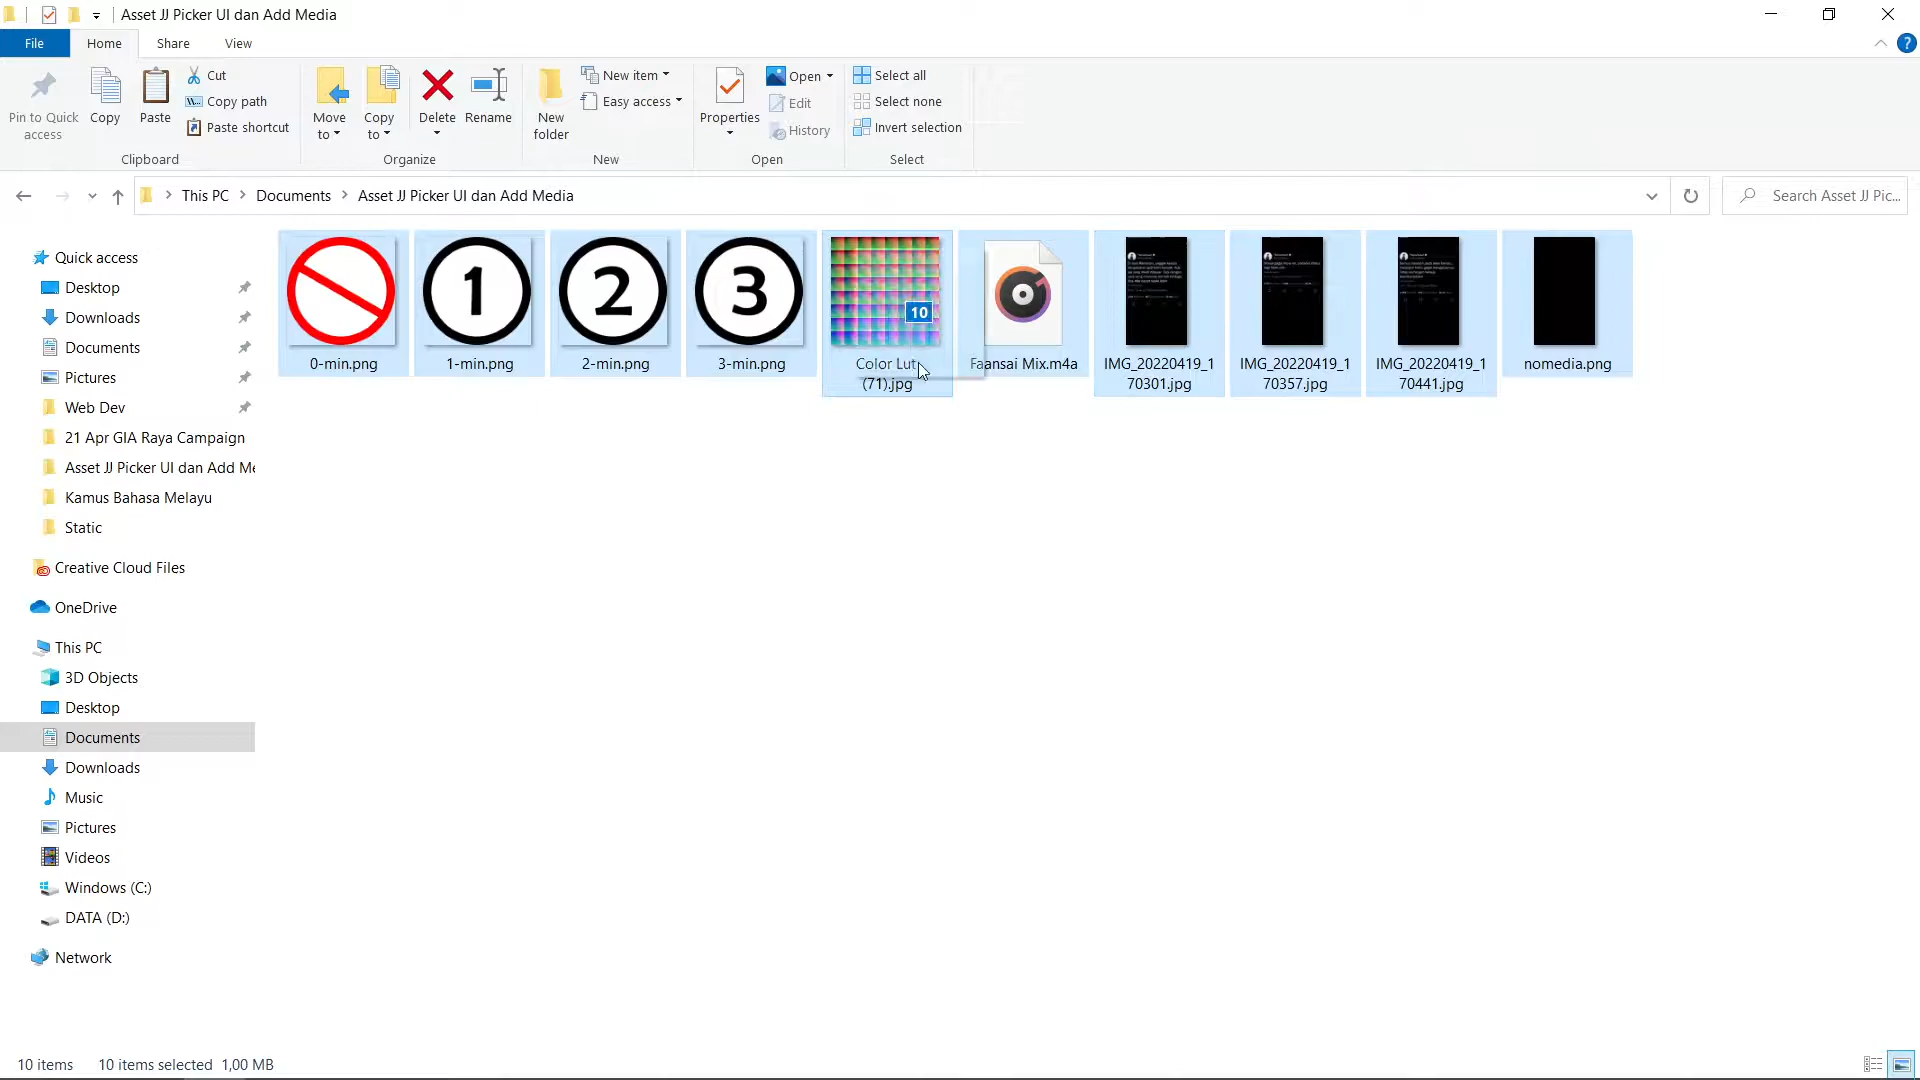 Asset JJ Picker UI dan Add Media
File
Home
Share
View
Pin to Quick
access
Copy
Paste
Cut
Copy path
Paste shortcut
Clipboard
Move
to
Copy
to
Delete
Rename
Organize
New
folder
New item
Easy access
New
Properties
Open
Edit
History
Open
Select all
Select none
Invert selection
Select
This PC
Documents
Asset JJ Picker UI dan Add Media
Search Asset JJ Pic...
Quick access
Desktop
Downloads
Documents
Pictures
Web Dev
21 Apr GIA Raya Campaign
Asset JJ Picker UI dan Add Me
Kamus Bahasa Melayu
Static
Creative Cloud Files
OneDrive
This PC
3D Objects
Desktop
Documents
Downloads
Music
Pictures
Videos
Windows (C:)
DATA (D:)
Network
1
2
3
10
0-min.png
1-min.png
2-min.png
3-min.png
Color Lut
(71).jpg
Faansai Mix.m4a
IMG_20220419_1
70301.jpg
IMG_20220419_1
70357.jpg
IMG_20220419_1
70441.jpg
nomedia.png
10 items
10 items selected
1,00 MB